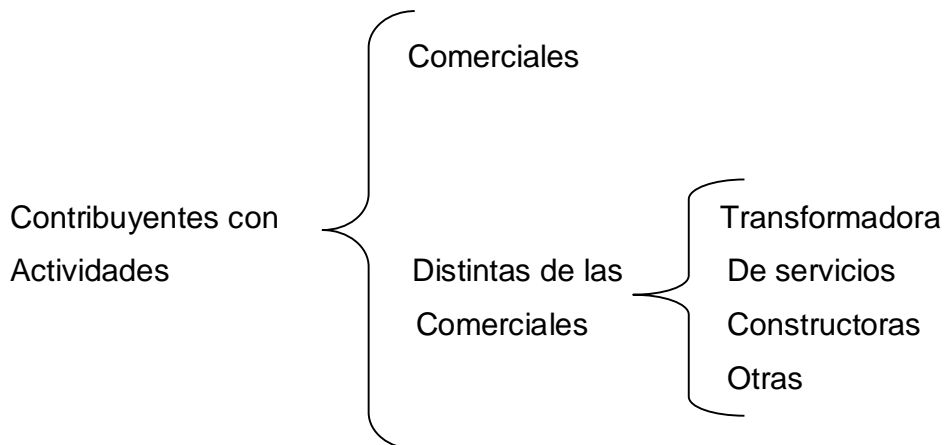 Contribuyentes con
Actividades
Comerciales
Distintas de las
Comerciales
Transformadora
De servicios
Constructoras
Otras